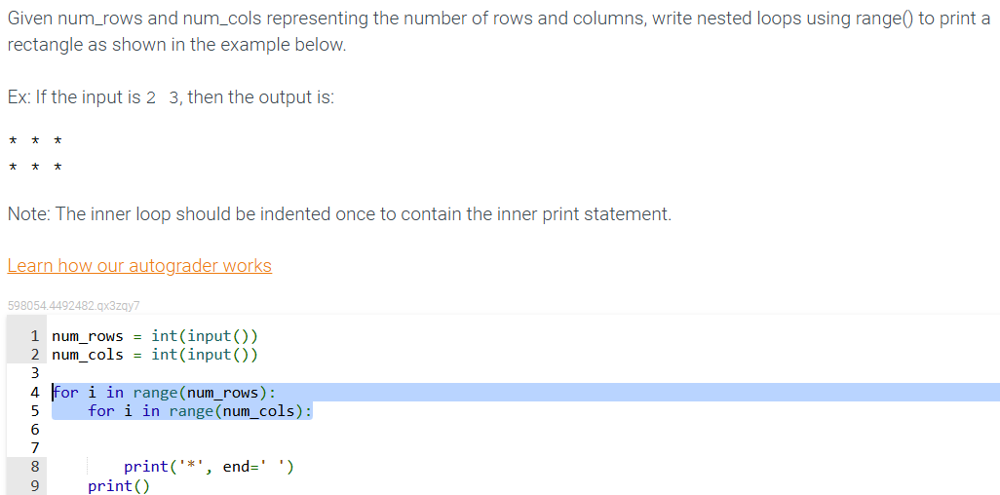 Given num_rows and num_cols representing the number of rows and columns, write nested loops using range() to print a
rectangle as shown in the example below.
Ex: If the input is 2 3, then the output is:
* * *
* * *
Note: The inner loop should be indented once to contain the inner print statement.
Learn how our autograder works
598054.4492482.qx3zqy7
1 num_rows = int(input())
2 num_cols = int(input())
3
4 for i in range(num_rows):
5     for i in range(num_cols):
6
7
8         print('*', end=' ')
9     print()